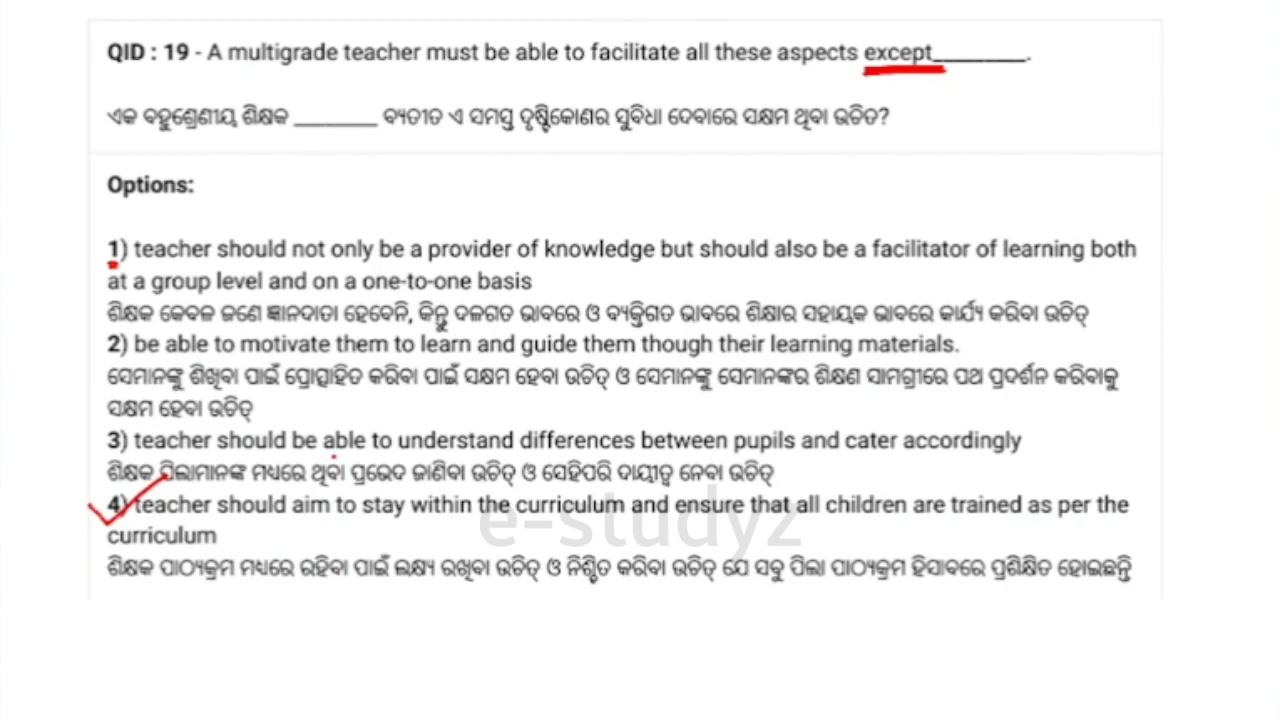 QID : 19 - A multigrade teacher must be able to facilitate all these aspects except_________.
ଏକ ବହୁଶ୍ରେଣୀୟ ଶିକ୍ଷକ ________ ବ୍ୟତୀତ ଏ ସମସ୍ତ ଦୃଷ୍ଟିକୋଣର ସୁବିଧା ଦେବାରେ ସକ୍ଷମ ଥିବା ଉଚିତ?
Options:
1) teacher should not only be a provider of knowledge but should also be a facilitator of learning both
at a group level and on a one-to-one basis
ଶିକ୍ଷକ କେବଳ ଜଣେ ଜ୍ଞାନଦାତା ହେବେନି, କିନ୍ତୁ ଦଳଗତ ଭାବରେ ଓ ବ୍ୟକ୍ତିଗତ ଭାବରେ ଶିକ୍ଷାର ସହାୟକ ଭାବରେ କାର୍ଯ୍ୟ କରିବା ଉଚିତ୍
2) be able to motivate them to learn and guide them though their learning materials.
ସେମାନଙ୍କୁ ଶିଖିବା ପାଇଁ ପ୍ରୋତ୍ସାହିତ କରିବା ପାଇଁ ସକ୍ଷମ ହେବା ଉଚିତ୍ ଓ ସେମାନଙ୍କୁ ସେମାନଙ୍କର ଶିକ୍ଷଣ ସାମଗ୍ରୀରେ ପଥ ପ୍ରଦର୍ଶନ କରିବାକୁ
ସକ୍ଷମ ହେବା ଉଚିତ୍
3) teacher should be able to understand differences between pupils and cater accordingly
ଶିକ୍ଷକ ପିଲାମାନଙ୍କ ମଧ୍ୟରେ ଥିବା ପ୍ରଭେଦ ଜାଣିବା ଉଚିତ୍ ଓ ସେହିପରି ଦାୟୀତ୍ୱ ନେବା ଉଚିତ୍
4) teacher should aim to stay within the curriculum and ensure that all children are trained as per the
curriculum
ଶିକ୍ଷକ ପାଠ୍ୟକ୍ରମ ମଧ୍ୟରେ ରହିବା ପାଇଁ ଲକ୍ଷ୍ୟ ରଖିବା ଉଚିତ୍ ଓ ନିଶ୍ଚିତ କରିବା ଉଚିତ୍ ଯେ ସବୁ ପିଲା ପାଠ୍ୟକ୍ରମ ହିସାବରେ ପ୍ରଶିକ୍ଷିତ ହୋଇଛନ୍ତି
e-studyz